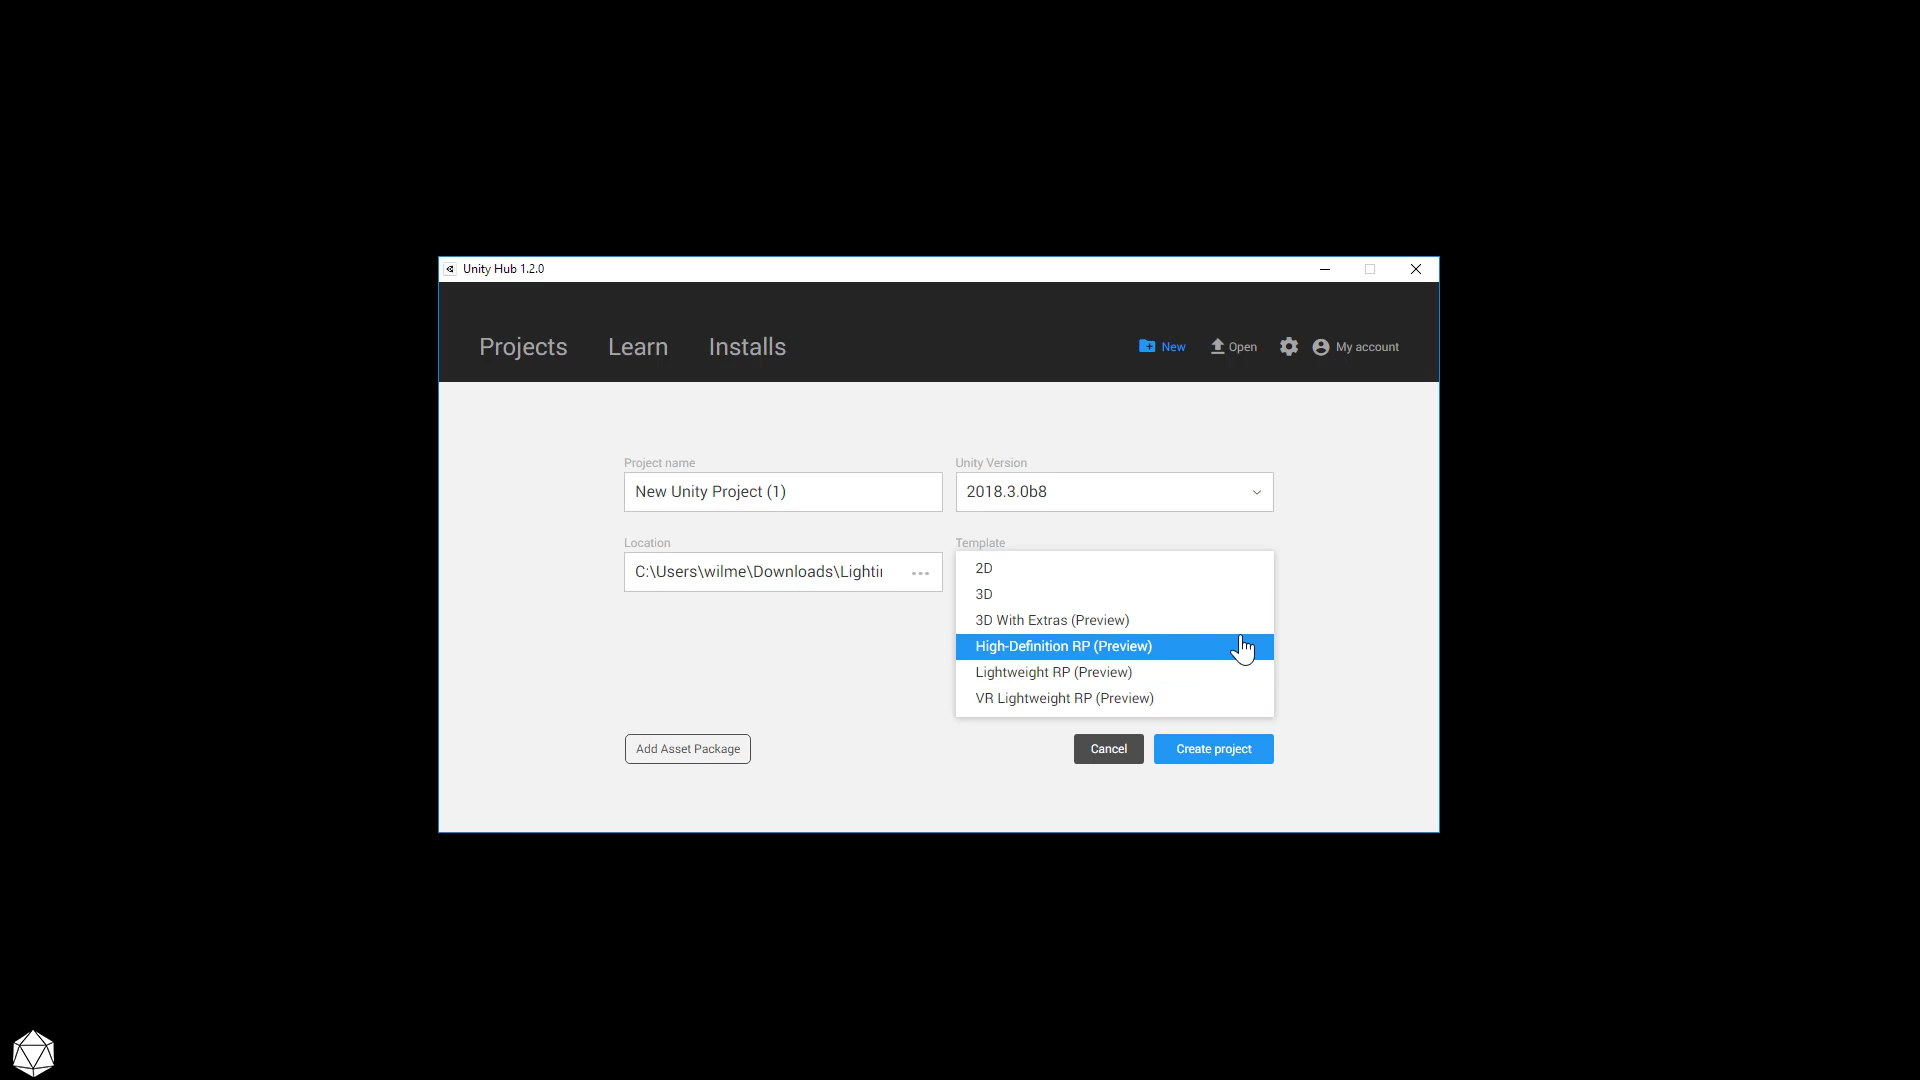 Unity Hub 1.2.0
Projects Learn Installs New Open My account
Project name Unity Version
New Unity Project (1) 2018.3.0b8
Location Template
C:\Users\wilme\Downloads\Lightii
2D
3D
3D With Extras (Preview)
High-Definition RP (Preview)
Lightweight RP (Preview)
VR Lightweight RP (Preview)
Add Asset Package Cancel Create project